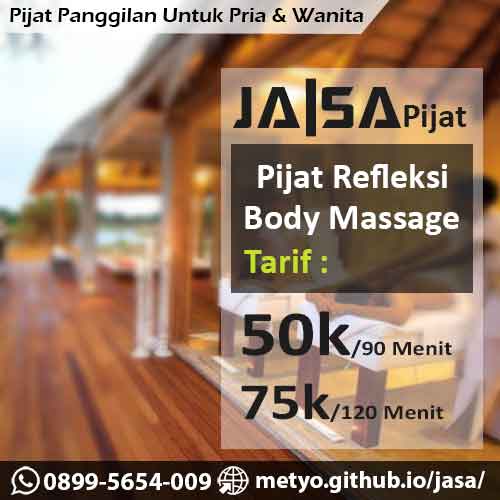 Pijat Panggilan Untuk Pria & Wanita
JA|SA Pijat
Pijat Refleksi
Body Massage
Tarif :
50k/90 Menit
75k/120 Menit
0899-5654-009 metyo.github.io/jasa/